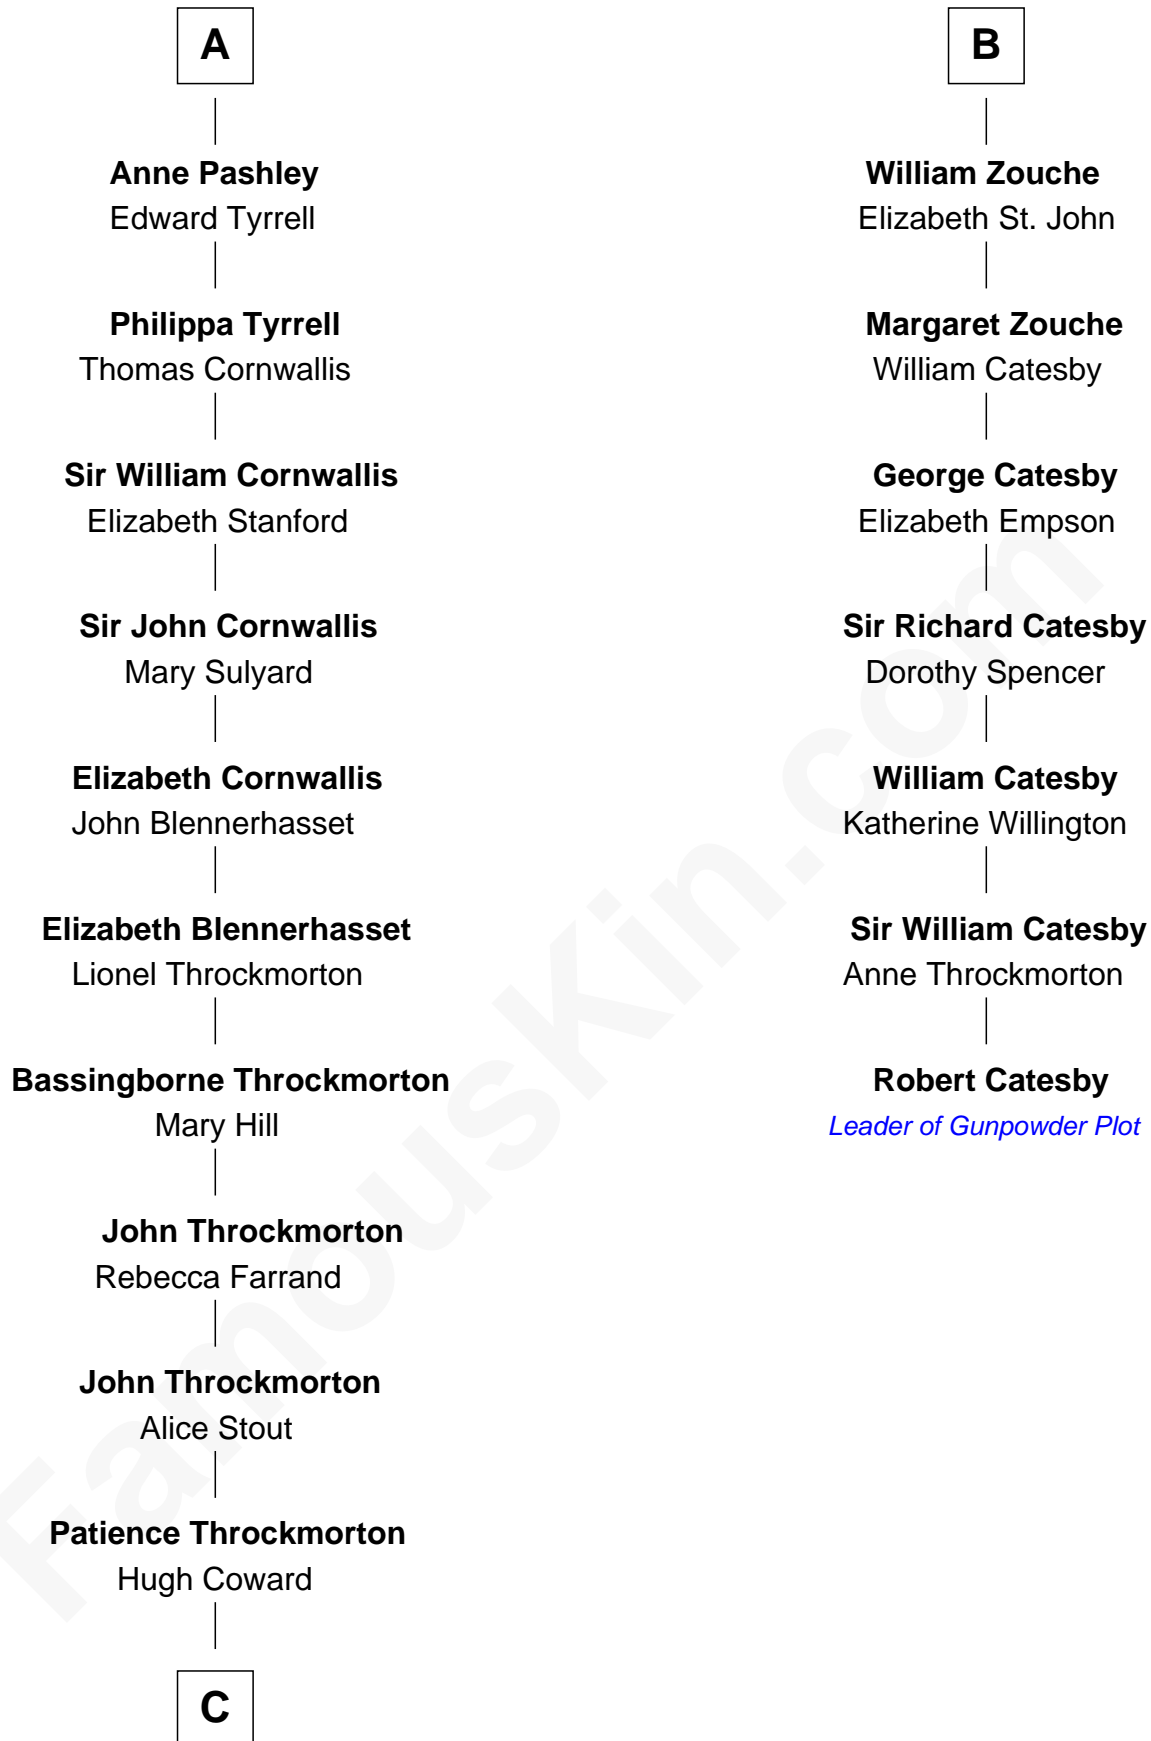 A
Anne Pashley
Edward Tyrrell
Philippa Tyrrell
Thomas Cornwallis
Sir William Cornwallis
Elizabeth Stanford
Sir John Cornwallis
Mary Sulyard
Elizabeth Cornwallis
John Blennerhasset
Elizabeth Blennerhasset
Lionel Throckmorton
Bassingborne Throckmorton
Mary Hill
John Throckmorton
Rebecca Farrand
John Throckmorton
Alice Stout
Patience Throckmorton
Hugh Coward
C
B
William Zouche
Elizabeth St. John
Margaret Zouche
William Catesby
George Catesby
Elizabeth Empson
Sir Richard Catesby
Dorothy Spencer
William Catesby
Katherine Willington
Sir William Catesby
Anne Throckmorton
Robert Catesby
Leader of Gunpowder Plot
FamousKin.com